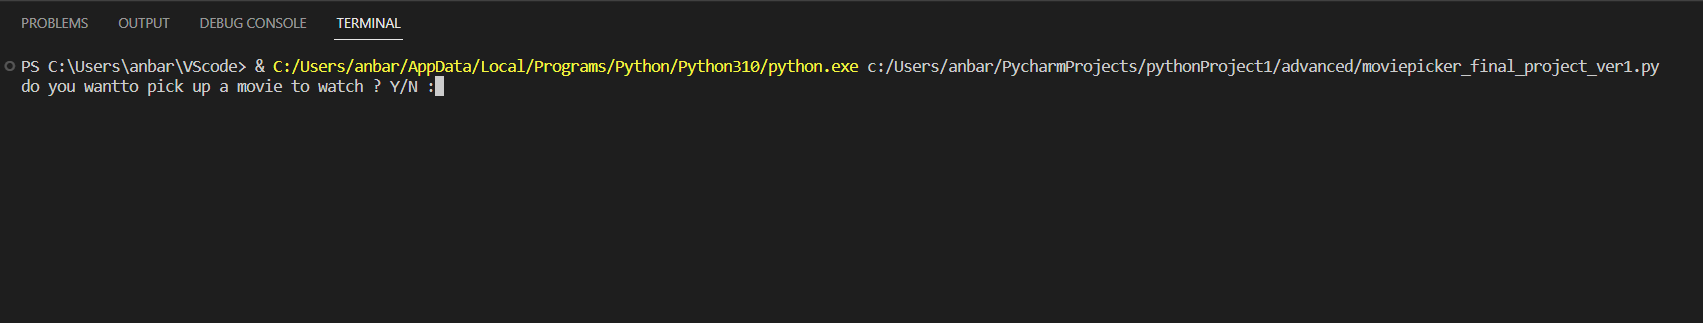 PROBLEMS OUTPUT DEBUG CONSOLE TERMINAL
PS C:\Users\anbar\VScode> & C:/Users/anbar/AppData/Local/Programs/Python/Python310/python.exe c:/Users/anbar/PycharmProjects/pythonProject1/advanced/moviepicker_final_project_ver1.py
do you wantto pick up a movie to watch ? Y/N :